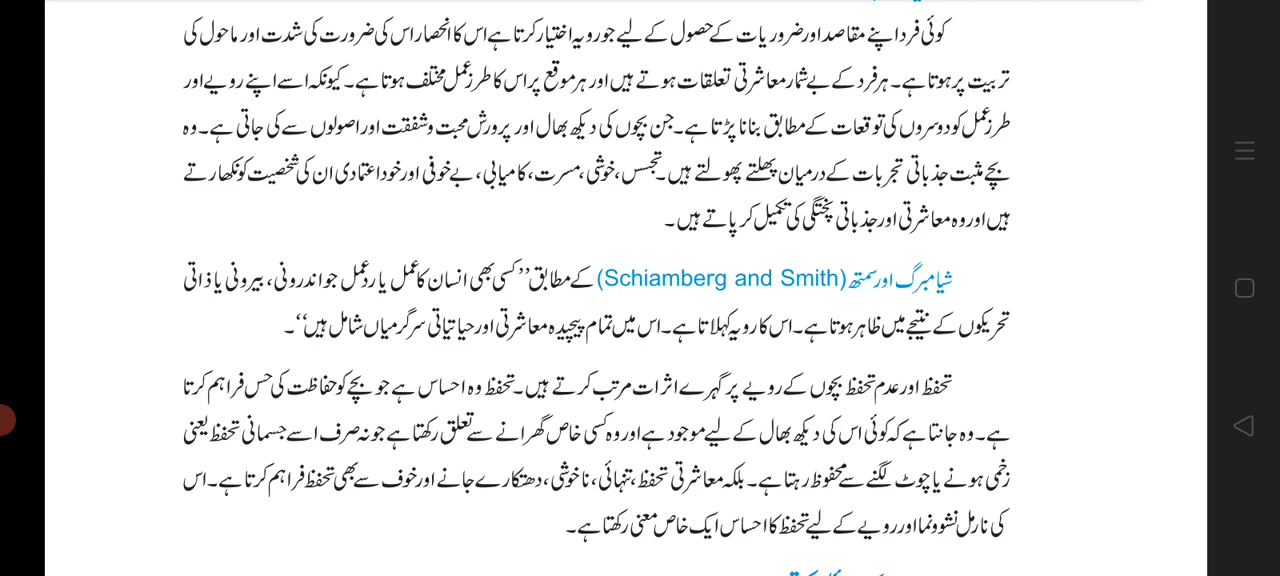 کوئی فرد اپنے مقاصد اور ضروریات کے حصول کے لیے جو رویہ اختیار کرتا ہے اس کا انحصار اس کی ضرورت کی شدت اور ماحول کی
تربیت پر ہوتا ہے۔ ہر فرد کے بے شمار معاشرتی تعلقات ہوتے ہیں اور ہر موقع پر اس کا طرز عمل مختلف ہوتا ہے۔ کیونکہ اسے اپنے رویے اور
طرز عمل کو دوسروں کی توقعات کے مطابق بنانا پڑتا ہے۔ جن بچوں کی دیکھ بھال اور پرورش محبت و شفقت اور اصولوں سے کی جاتی ہے۔ وہ
بچے مثبت جذباتی تجربات کے درمیان پھلتے پھولتے ہیں۔ تجسس، خوشی، مسرت، کامیابی، بے خوفی اور خود اعتمادی ان کی شخصیت کو نکھارتے
ہیں اور وہ معاشرتی اور جذباتی پختگی کی تکمیل کر پاتے ہیں۔
شیامبرگ اور سمتھ (Schiamberg and Smith) کے مطابق ’’کسی بھی انسان کا عمل یا ردعمل جو اندرونی، بیرونی یا ذاتی
تحریکوں کے نتیجے میں ظاہر ہوتا ہے۔ اس کا رویہ کہلاتا ہے۔ اس میں تمام پیچیدہ معاشرتی اور حیاتیاتی سرگرمیاں شامل ہیں‘‘۔
تحفظ اور عدم تحفظ بچوں کے رویے پر گہرے اثرات مرتب کرتے ہیں۔ تحفظ وہ احساس ہے جو بچے کو حفاظت کی حس فراہم کرتا
ہے۔ وہ جانتا ہے کہ کوئی اس کی دیکھ بھال کے لیے موجود ہے اور وہ کسی خاص گھرانے سے تعلق رکھتا ہے جو نہ صرف اسے جسمانی تحفظ یعنی
زخمی ہونے یا چوٹ لگنے سے محفوظ رہتا ہے۔ بلکہ معاشرتی تحفظ، تنہائی، ناخوشی، دھتکارے جانے اور خوف سے بھی تحفظ فراہم کرتا ہے۔ اس
کی نارمل نشوونما اور رویے کے لیے تحفظ کا احساس ایک خاص معنی رکھتا ہے۔